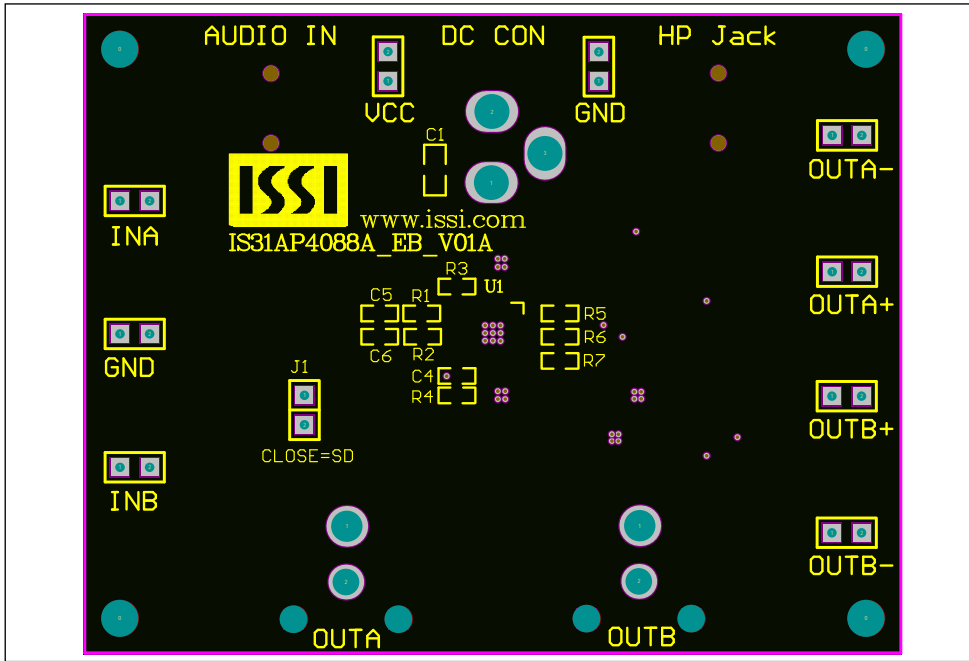 AUDIO IN
DC CON
HP Jack
VCC
GND
C1
OUTA-
ISSI
www.issi.com
IS31AP4088A_EB_V01A
INA
R3
U1
OUTA+
C5
R1
R5
C6
R2
R6
R7
GND
J1
C4
R4
OUTB+
CLOSE=SD
INB
OUTB-
OUTA
OUTB